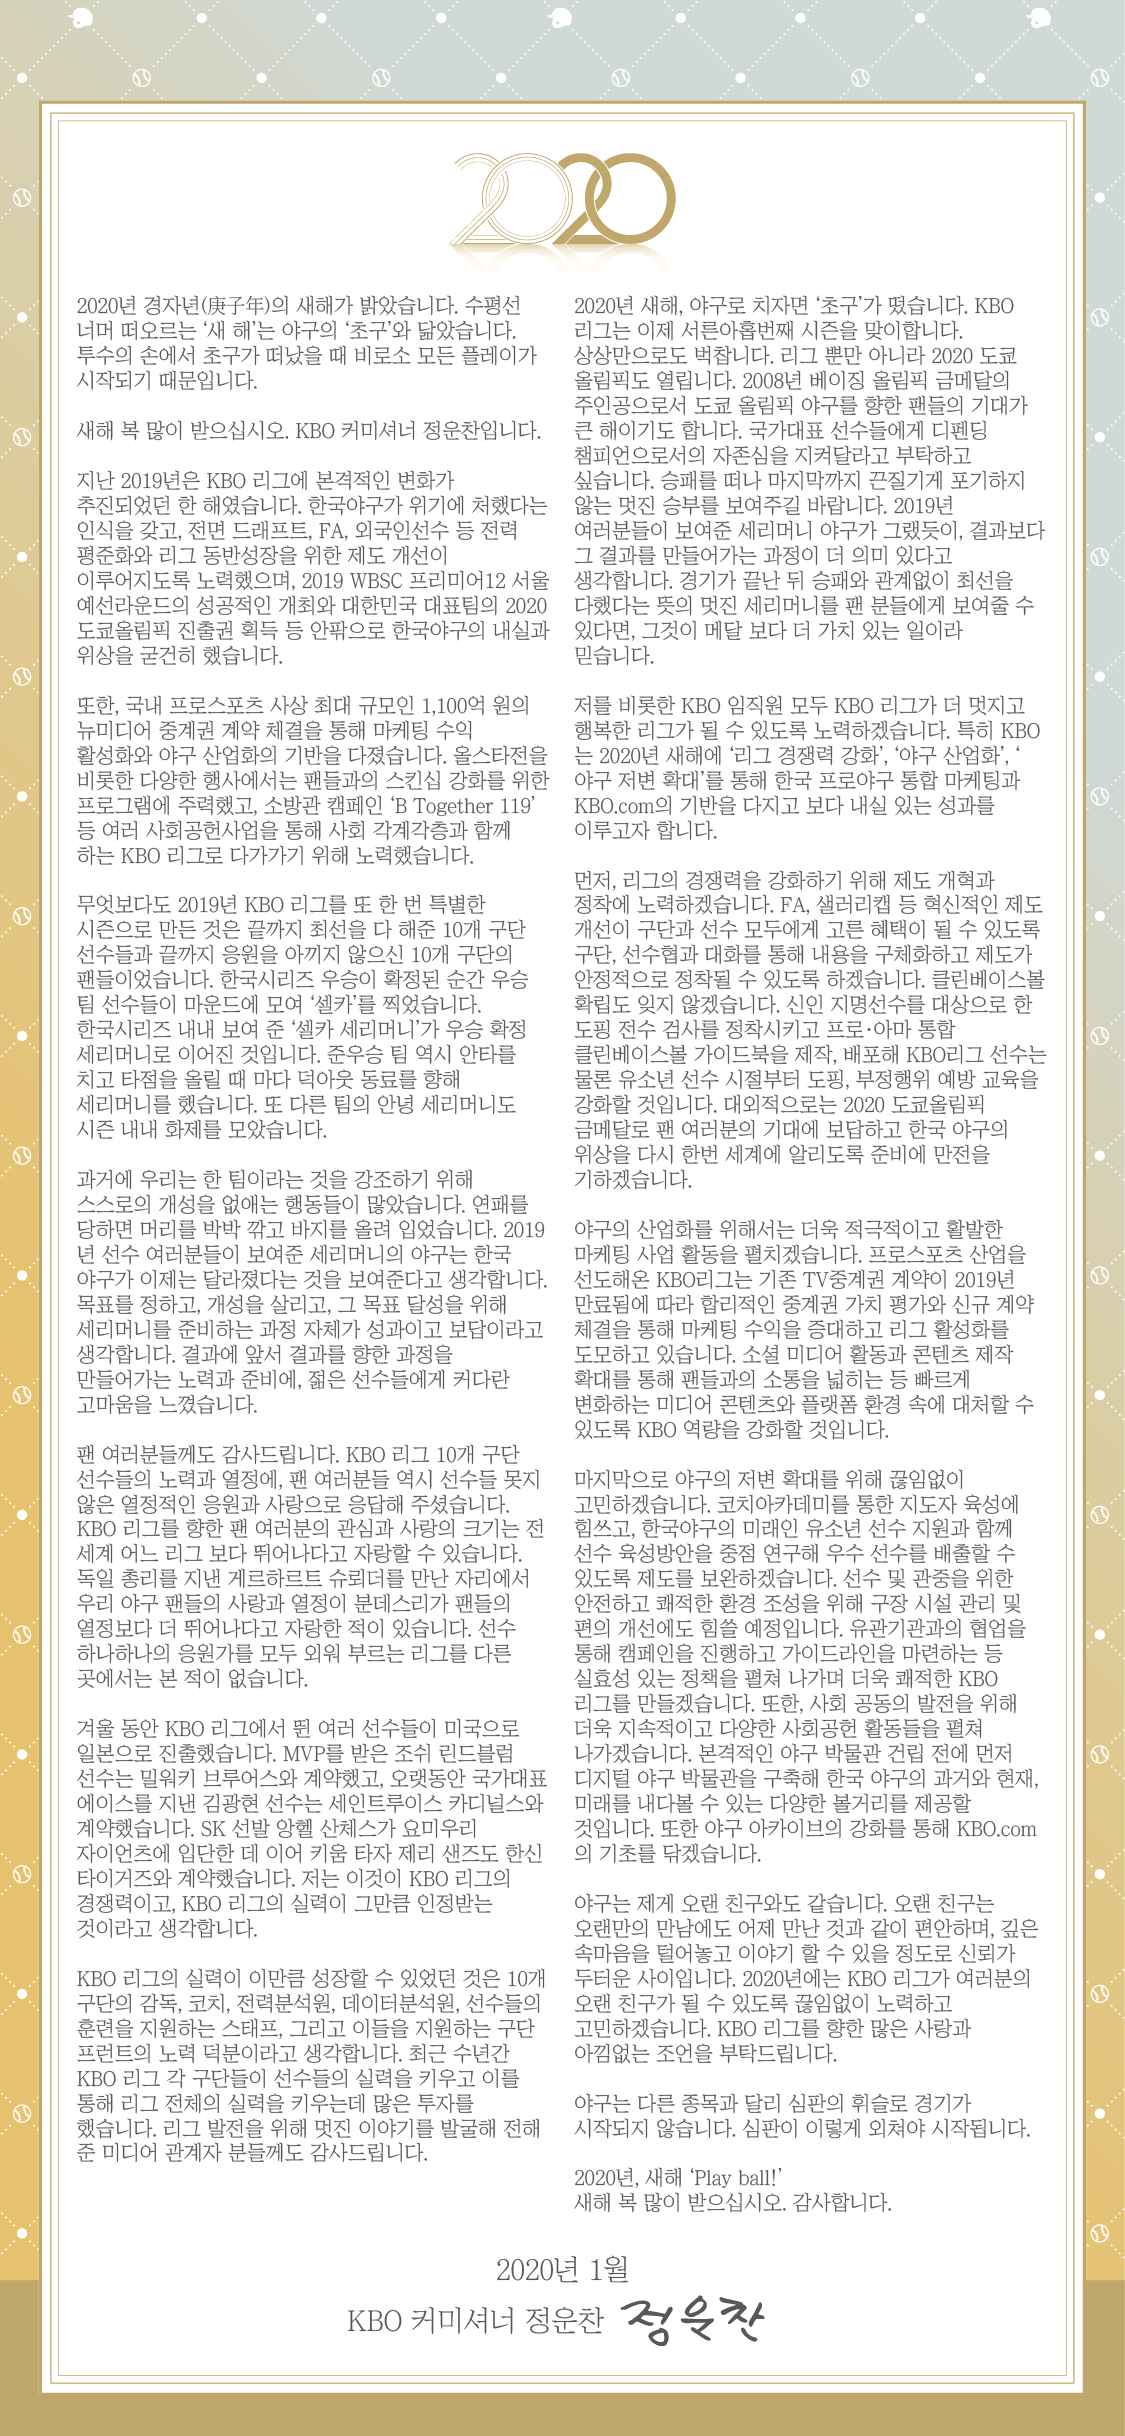 2020
2020년 경자년(庚子年)의 새해가 밝았습니다. 수평선
너머 떠오르는 ‘새 해’는 야구의 ‘초구’와 닮았습니다.
투수의 손에서 초구가 떠났을 때 비로소 모든 플레이가
시작되기 때문입니다.
새해 복 많이 받으십시오. KBO 커미셔너 정운찬입니다.
지난 2019년은 KBO 리그에 본격적인 변화가
추진되었던 한 해였습니다. 한국야구가 위기에 처했다는
인식을 갖고, 전면 드래프트, FA, 외국인선수 등 전력
평준화와 리그 동반성장을 위한 제도 개선이
이루어지도록 노력했으며, 2019 WBSC 프리미어12 서울
예선라운드의 성공적인 개최와 대한민국 대표팀의 2020
도쿄올림픽 진출권 획득 등 안팎으로 한국야구의 내실과
위상을 굳건히 했습니다.
또한, 국내 프로스포츠 사상 최대 규모인 1,100억 원의
뉴미디어 중계권 계약 체결을 통해 마케팅 수익
활성화와 야구 산업화의 기반을 다졌습니다. 올스타전을
비롯한 다양한 행사에서는 팬들과의 스킨십 강화를 위한
프로그램에 주력했고, 소방관 캠페인 ‘B Together 119’
등 여러 사회공헌사업을 통해 사회 각계각층과 함께
하는 KBO 리그로 다가가기 위해 노력했습니다.
무엇보다도 2019년 KBO 리그를 또 한 번 특별한
시즌으로 만든 것은 끝까지 최선을 다 해준 10개 구단
선수들과 끝까지 응원을 아끼지 않으신 10개 구단의
팬들이었습니다. 한국시리즈 우승이 확정된 순간 우승
팀 선수들이 마운드에 모여 ‘셀카’를 찍었습니다.
한국시리즈 내내 보여 준 ‘셀카 세리머니’가 우승 확정
세리머니로 이어진 것입니다. 준우승 팀 역시 안타를
치고 타점을 올릴 때 마다 덕아웃 동료를 향해
세리머니를 했습니다. 또 다른 팀의 안녕 세리머니도
시즌 내내 화제를 모았습니다.
과거에 우리는 한 팀이라는 것을 강조하기 위해
스스로의 개성을 없애는 행동들이 많았습니다. 연패를
당하면 머리를 박박 깎고 바지를 올려 입었습니다. 2019
년 선수 여러분들이 보여준 세리머니의 야구는 한국
야구가 이제는 달라졌다는 것을 보여준다고 생각합니다.
목표를 정하고, 개성을 살리고, 그 목표 달성을 위해
세리머니를 준비하는 과정 자체가 성과이고 보답이라고
생각합니다. 결과에 앞서 결과를 향한 과정을
만들어가는 노력과 준비에, 젊은 선수들에게 커다란
고마움을 느꼈습니다.
팬 여러분들께도 감사드립니다. KBO 리그 10개 구단
선수들의 노력과 열정에, 팬 여러분들 역시 선수들 못지
않은 열정적인 응원과 사랑으로 응답해 주셨습니다.
KBO 리그를 향한 팬 여러분의 관심과 사랑의 크기는 전
세계 어느 리그 보다 뛰어나다고 자랑할 수 있습니다.
독일 총리를 지낸 게르하르트 슈뢰더를 만난 자리에서
우리 야구 팬들의 사랑과 열정이 분데스리가 팬들의
열정보다 더 뛰어나다고 자랑한 적이 있습니다. 선수
하나하나의 응원가를 모두 외워 부르는 리그를 다른
곳에서는 본 적이 없습니다.
겨울 동안 KBO 리그에서 뛴 여러 선수들이 미국으로
일본으로 진출했습니다. MVP를 받은 조쉬 린드블럼
선수는 밀워키 브루어스와 계약했고, 오랫동안 국가대표
에이스를 지낸 김광현 선수는 세인트루이스 카디널스와
계약했습니다. SK 선발 앙헬 산체스가 요미우리
자이언츠에 입단한 데 이어 키움 타자 제리 샌즈도 한신
타이거즈와 계약했습니다. 저는 이것이 KBO 리그의
경쟁력이고, KBO 리그의 실력이 그만큼 인정받는
것이라고 생각합니다.
KBO 리그의 실력이 이만큼 성장할 수 있었던 것은 10개
구단의 감독, 코치, 전력분석원, 데이터분석원, 선수들의
훈련을 지원하는 스태프, 그리고 이들을 지원하는 구단
프런트의 노력 덕분이라고 생각합니다. 최근 수년간
KBO 리그 각 구단들이 선수들의 실력을 키우고 이를
통해 리그 전체의 실력을 키우는데 많은 투자를
했습니다. 리그 발전을 위해 멋진 이야기를 발굴해 전해
준 미디어 관계자 분들께도 감사드립니다.
2020년 새해, 야구로 치자면 ‘초구’가 떴습니다. KBO
리그는 이제 서른아홉번째 시즌을 맞이합니다.
상상만으로도 벅찹니다. 리그 뿐만 아니라 2020 도쿄
올림픽도 열립니다. 2008년 베이징 올림픽 금메달의
주인공으로서 도쿄 올림픽 야구를 향한 팬들의 기대가
큰 해이기도 합니다. 국가대표 선수들에게 디펜딩
챔피언으로서의 자존심을 지켜달라고 부탁하고
싶습니다. 승패를 떠나 마지막까지 끈질기게 포기하지
않는 멋진 승부를 보여주길 바랍니다. 2019년
여러분들이 보여준 세리머니 야구가 그랬듯이, 결과보다
그 결과를 만들어가는 과정이 더 의미 있다고
생각합니다. 경기가 끝난 뒤 승패와 관계없이 최선을
다했다는 뜻의 멋진 세리머니를 팬 분들에게 보여줄 수
있다면, 그것이 메달 보다 더 가치 있는 일이라
믿습니다.
저를 비롯한 KBO 임직원 모두 KBO 리그가 더 멋지고
행복한 리그가 될 수 있도록 노력하겠습니다. 특히 KBO
는 2020년 새해에 ‘리그 경쟁력 강화’, ‘야구 산업화’, ‘
야구 저변 확대’를 통해 한국 프로야구 통합 마케팅과
KBO.com의 기반을 다지고 보다 내실 있는 성과를
이루고자 합니다.
먼저, 리그의 경쟁력을 강화하기 위해 제도 개혁과
정착에 노력하겠습니다. FA, 샐러리캡 등 혁신적인 제도
개선이 구단과 선수 모두에게 고른 혜택이 될 수 있도록
구단, 선수협과 대화를 통해 내용을 구체화하고 제도가
안정적으로 정착될 수 있도록 하겠습니다. 클린베이스볼
확립도 잊지 않겠습니다. 신인 지명선수를 대상으로 한
도핑 전수 검사를 정착시키고 프로·아마 통합
클린베이스볼 가이드북을 제작, 배포해 KBO리그 선수는
물론 유소년 선수 시절부터 도핑, 부정행위 예방 교육을
강화할 것입니다. 대외적으로는 2020 도쿄올림픽
금메달로 팬 여러분의 기대에 보답하고 한국 야구의
위상을 다시 한번 세계에 알리도록 준비에 만전을
기하겠습니다.
야구의 산업화를 위해서는 더욱 적극적이고 활발한
마케팅 사업 활동을 펼치겠습니다. 프로스포츠 산업을
선도해온 KBO리그는 기존 TV중계권 계약이 2019년
만료됨에 따라 합리적인 중계권 가치 평가와 신규 계약
체결을 통해 마케팅 수익을 증대하고 리그 활성화를
도모하고 있습니다. 소셜 미디어 활동과 콘텐츠 제작
확대를 통해 팬들과의 소통을 넓히는 등 빠르게
변화하는 미디어 콘텐츠와 플랫폼 환경 속에 대처할 수
있도록 KBO 역량을 강화할 것입니다.
마지막으로 야구의 저변 확대를 위해 끊임없이
고민하겠습니다. 코치아카데미를 통한 지도자 육성에
힘쓰고, 한국야구의 미래인 유소년 선수 지원과 함께
선수 육성방안을 중점 연구해 우수 선수를 배출할 수
있도록 제도를 보완하겠습니다. 선수 및 관중을 위한
안전하고 쾌적한 환경 조성을 위해 구장 시설 관리 및
편의 개선에도 힘쓸 예정입니다. 유관기관과의 협업을
통해 캠페인을 진행하고 가이드라인을 마련하는 등
실효성 있는 정책을 펼쳐 나가며 더욱 쾌적한 KBO
리그를 만들겠습니다. 또한, 사회 공동의 발전을 위해
더욱 지속적이고 다양한 사회공헌 활동들을 펼쳐
나가겠습니다. 본격적인 야구 박물관 건립 전에 먼저
디지털 야구 박물관을 구축해 한국 야구의 과거와 현재,
미래를 내다볼 수 있는 다양한 볼거리를 제공할
것입니다. 또한 야구 아카이브의 강화를 통해 KBO.com
의 기초를 닦겠습니다.
야구는 제게 오랜 친구와도 같습니다. 오랜 친구는
오랜만의 만남에도 어제 만난 것과 같이 편안하며, 깊은
속마음을 털어놓고 이야기 할 수 있을 정도로 신뢰가
두터운 사이입니다. 2020년에는 KBO 리그가 여러분의
오랜 친구가 될 수 있도록 끊임없이 노력하고
고민하겠습니다. KBO 리그를 향한 많은 사랑과
아낌없는 조언을 부탁드립니다.
야구는 다른 종목과 달리 심판의 휘슬로 경기가
시작되지 않습니다. 심판이 이렇게 외쳐야 시작됩니다.
2020년, 새해 ‘Play ball!’
새해 복 많이 받으십시오. 감사합니다.
2020년 1월
KBO 커미셔너 정운찬 정운찬